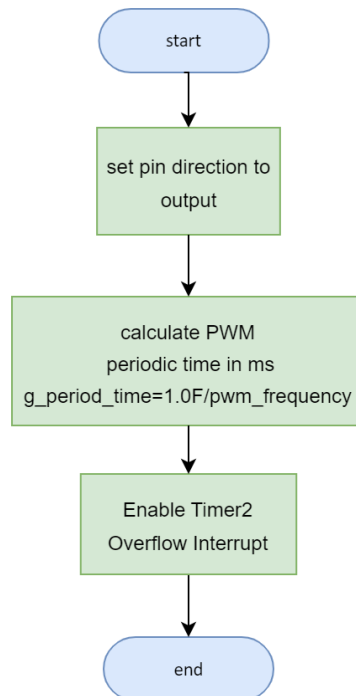 start
set pin direction to
output
calculate PWM
periodic time in ms
g_period_time=1.0F/pwm_frequency
Enable Timer2
Overflow Interrupt
end